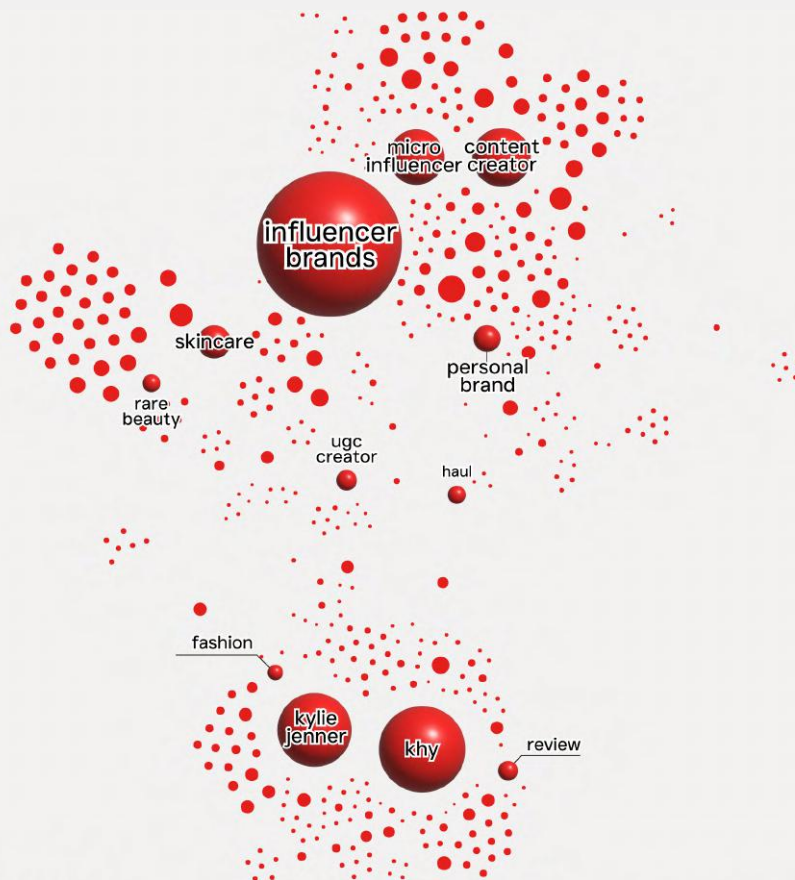 micro
influencer
content
creator
influencer
brands
skincare
personal
brand
rare
beauty
ugc
creator
haul
fashion
kylie
jenner
khy
review